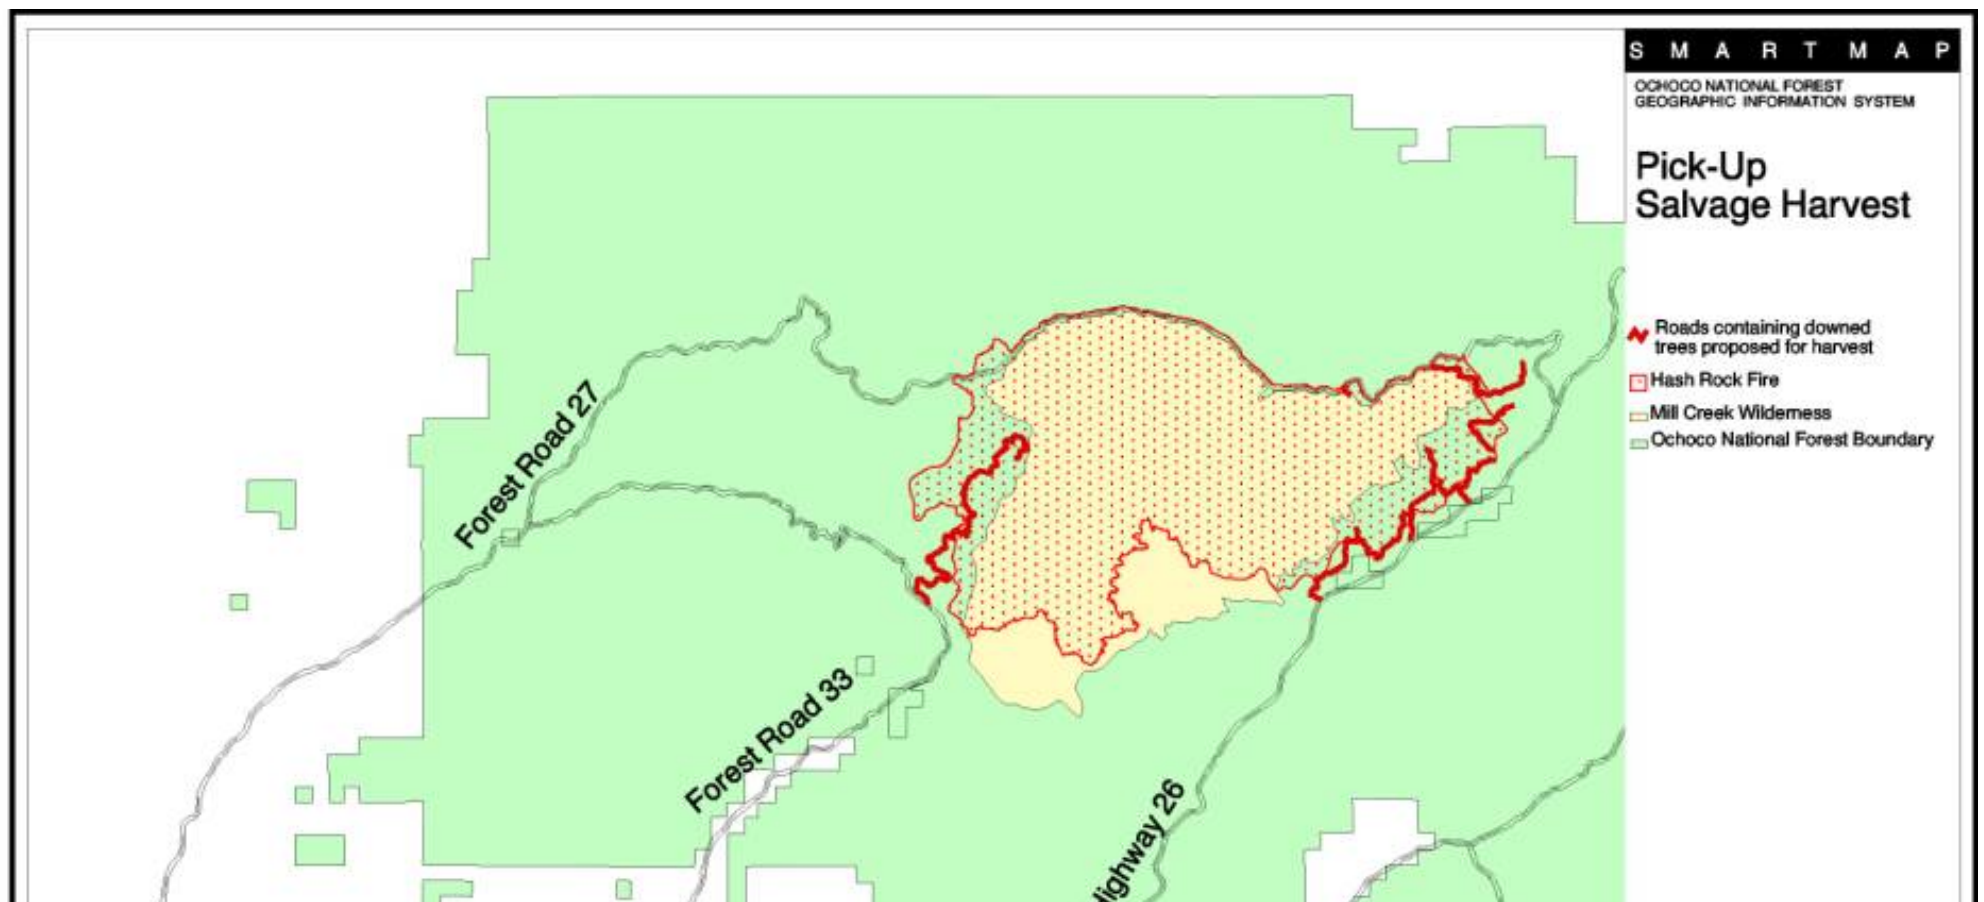 S M A R T M A P
OCHOCO NATIONAL FOREST
GEOGRAPHIC INFORMATION SYSTEM
Pick-Up
Salvage Harvest
Roads containing downed
trees proposed for harvest
Hash Rock Fire
Mill Creek Wilderness
Ochoco National Forest Boundary
Forest Road 27
Forest Road 33
Highway 26